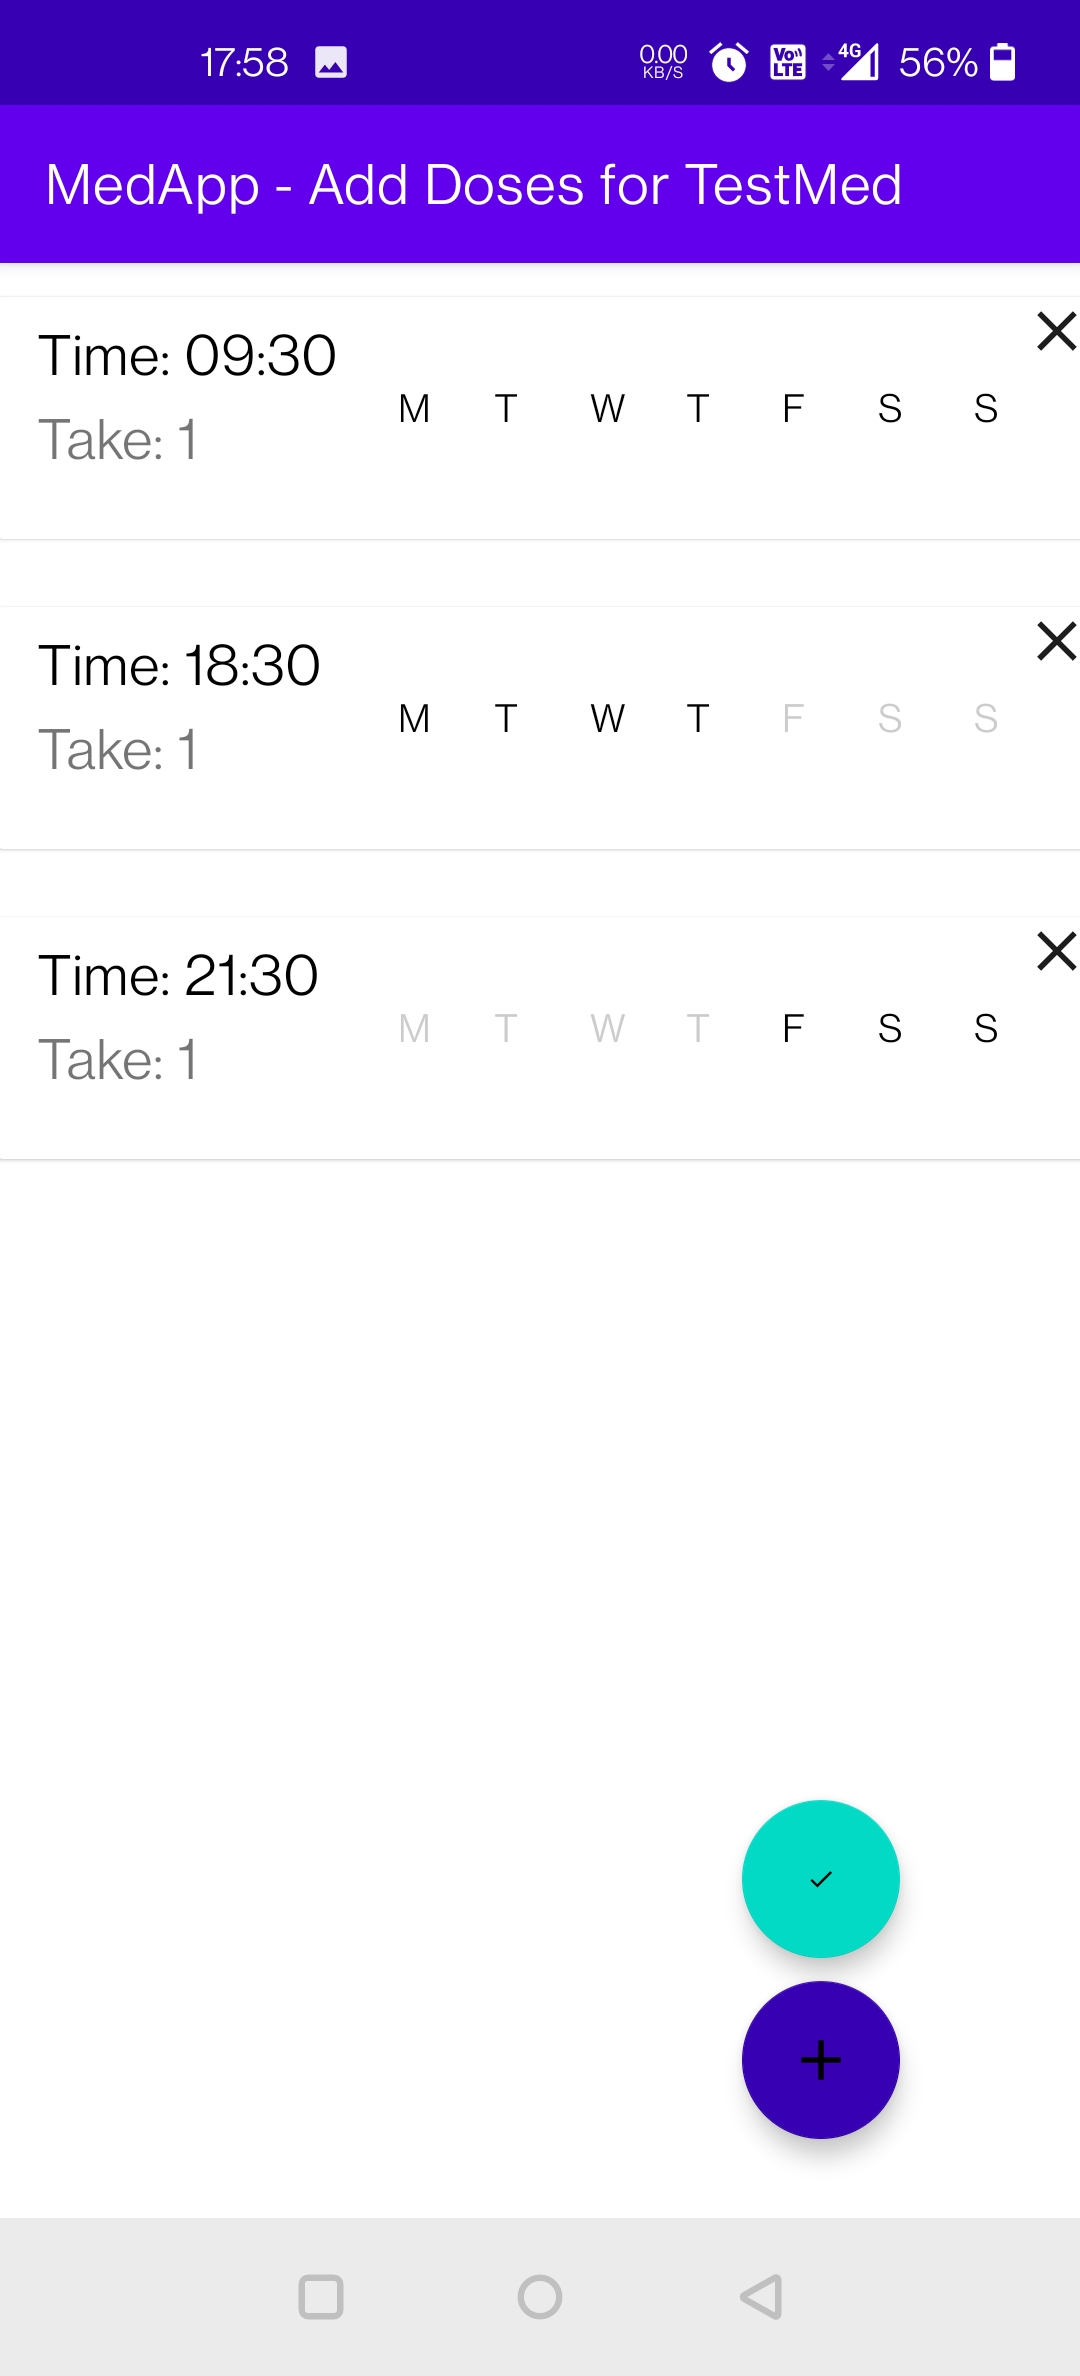 17:58 0.00 KB/S VoLTE 4G 56%
MedApp - Add Doses for TestMed
Time: 09:30
M T W T F S S
Take: 1
Time: 18:30
M T W T F S S
Take: 1
Time: 21:30
M T W T F S S
Take: 1